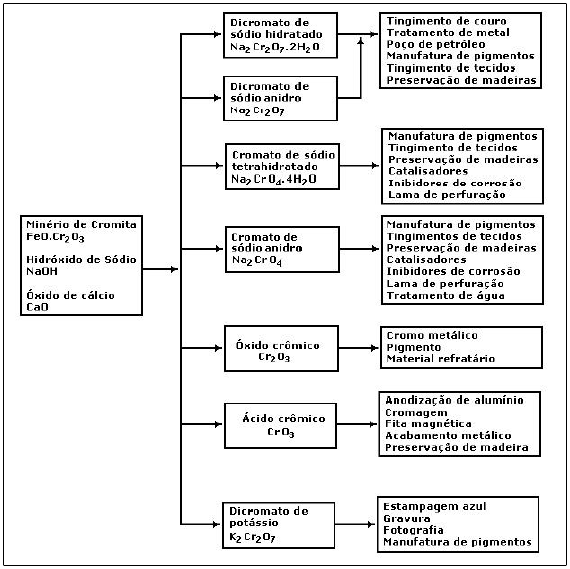 Minério de Cromita
FeO.Cr2O3
Hidróxido de Sódio
NaOH
Óxido de cálcio
CaO
Dicromato de
sódio hidratado
Na2Cr2O7.2H2O
Tingimento de couro
Tratamento de metal
Poço de petróleo
Manufatura de pigmentos
Tingimento de tecidos
Preservação de madeiras
Dicromato de
sódio anidro
Na2Cr2O7
Cromato de sódio
tetrahidratado
Na2CrO4.4H2O
Manufatura de pigmentos
Tingimento de tecidos
Preservação de madeiras
Catalisadores
Inibidores de corrosão
Lama de perfuração
Cromato de
sódio anidro
Na2CrO4
Manufatura de pigmentos
Tingimentos de tecidos
Preservação de madeiras
Catalisadores
Inibidores de corrosão
Lama de perfuração
Tratamento de água
Óxido crômico
Cr2O3
Cromo metálico
Pigmento
Material refratário
Ácido crômico
CrO3
Anodização de alumínio
Cromagem
Fita magnética
Acabamento metálico
Preservação de madeira
Dicromato de
potássio
K2Cr2O7
Estampagem azul
Gravura
Fotografia
Manufatura de pigmentos